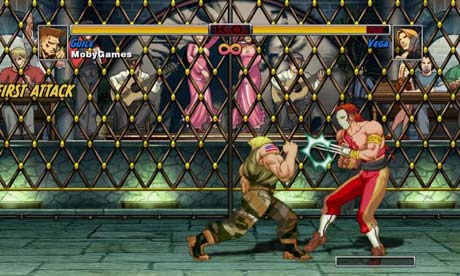 K.O.
GUILE
VEGA
∞
MobyGames
FIRST ATTACK